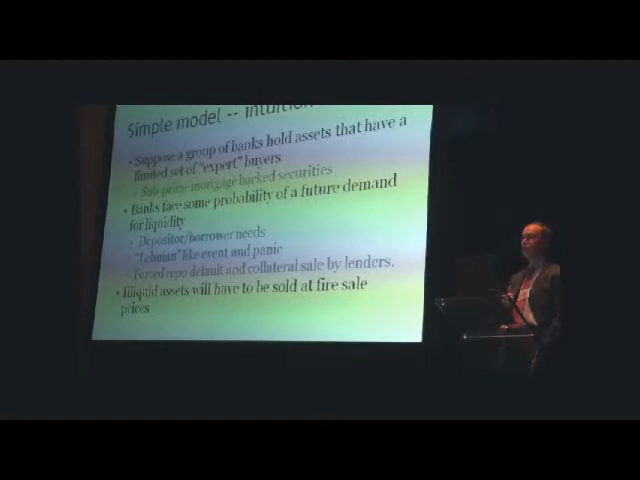 Simple model -- intuition
• Suppose a group of banks hold assets that have a
limited set of "expert" buyers
• Sub-prime mortgage backed securities
• Banks face some probability of a future demand
for liquidity
• Depositor/borrower needs
• "Lehman" like event and panic
• Forced repo default and collateral sale by lenders.
• Illiquid assets will have to be sold at fire sale
prices